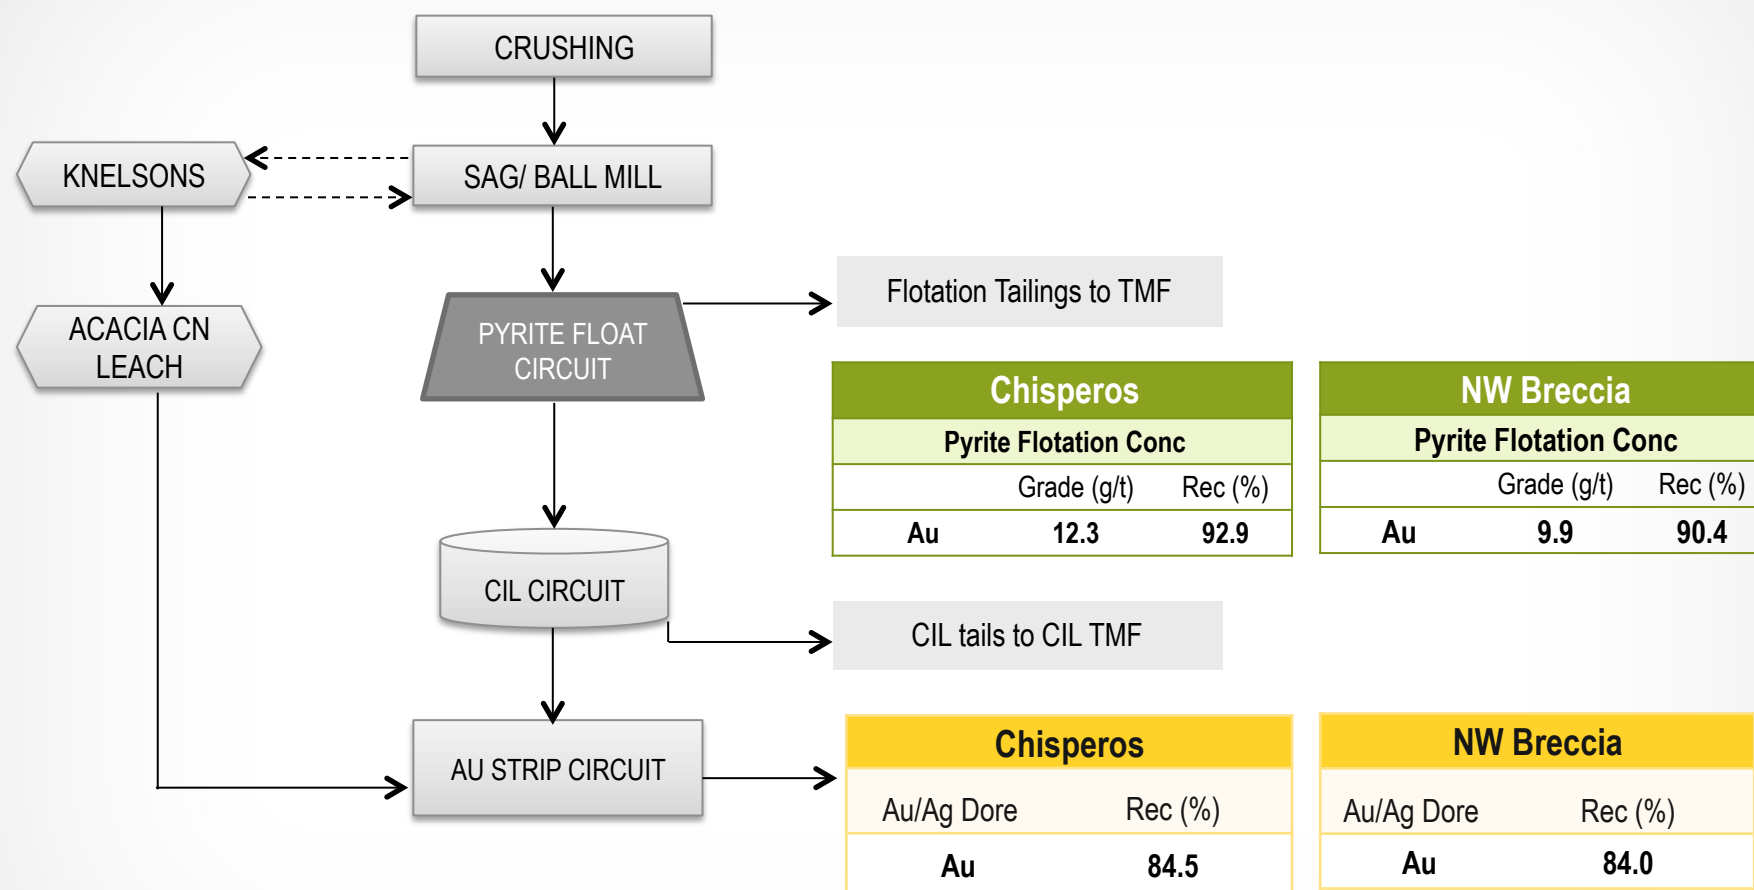 CRUSHING
KNELSONS
SAG/ BALL MILL
ACACIA CN
LEACH
PYRITE FLOAT
CIRCUIT
Flotation Tailings to TMF
Chisperos
Pyrite Flotation Conc
Grade (g/t) Rec (%)
Au 12.3 92.9
NW Breccia
Pyrite Flotation Conc
Grade (g/t) Rec (%)
Au 9.9 90.4
CIL CIRCUIT
CIL tails to CIL TMF
AU STRIP CIRCUIT
Chisperos
Au/Ag Dore Rec (%)
Au 84.5
NW Breccia
Au/Ag Dore Rec (%)
Au 84.0